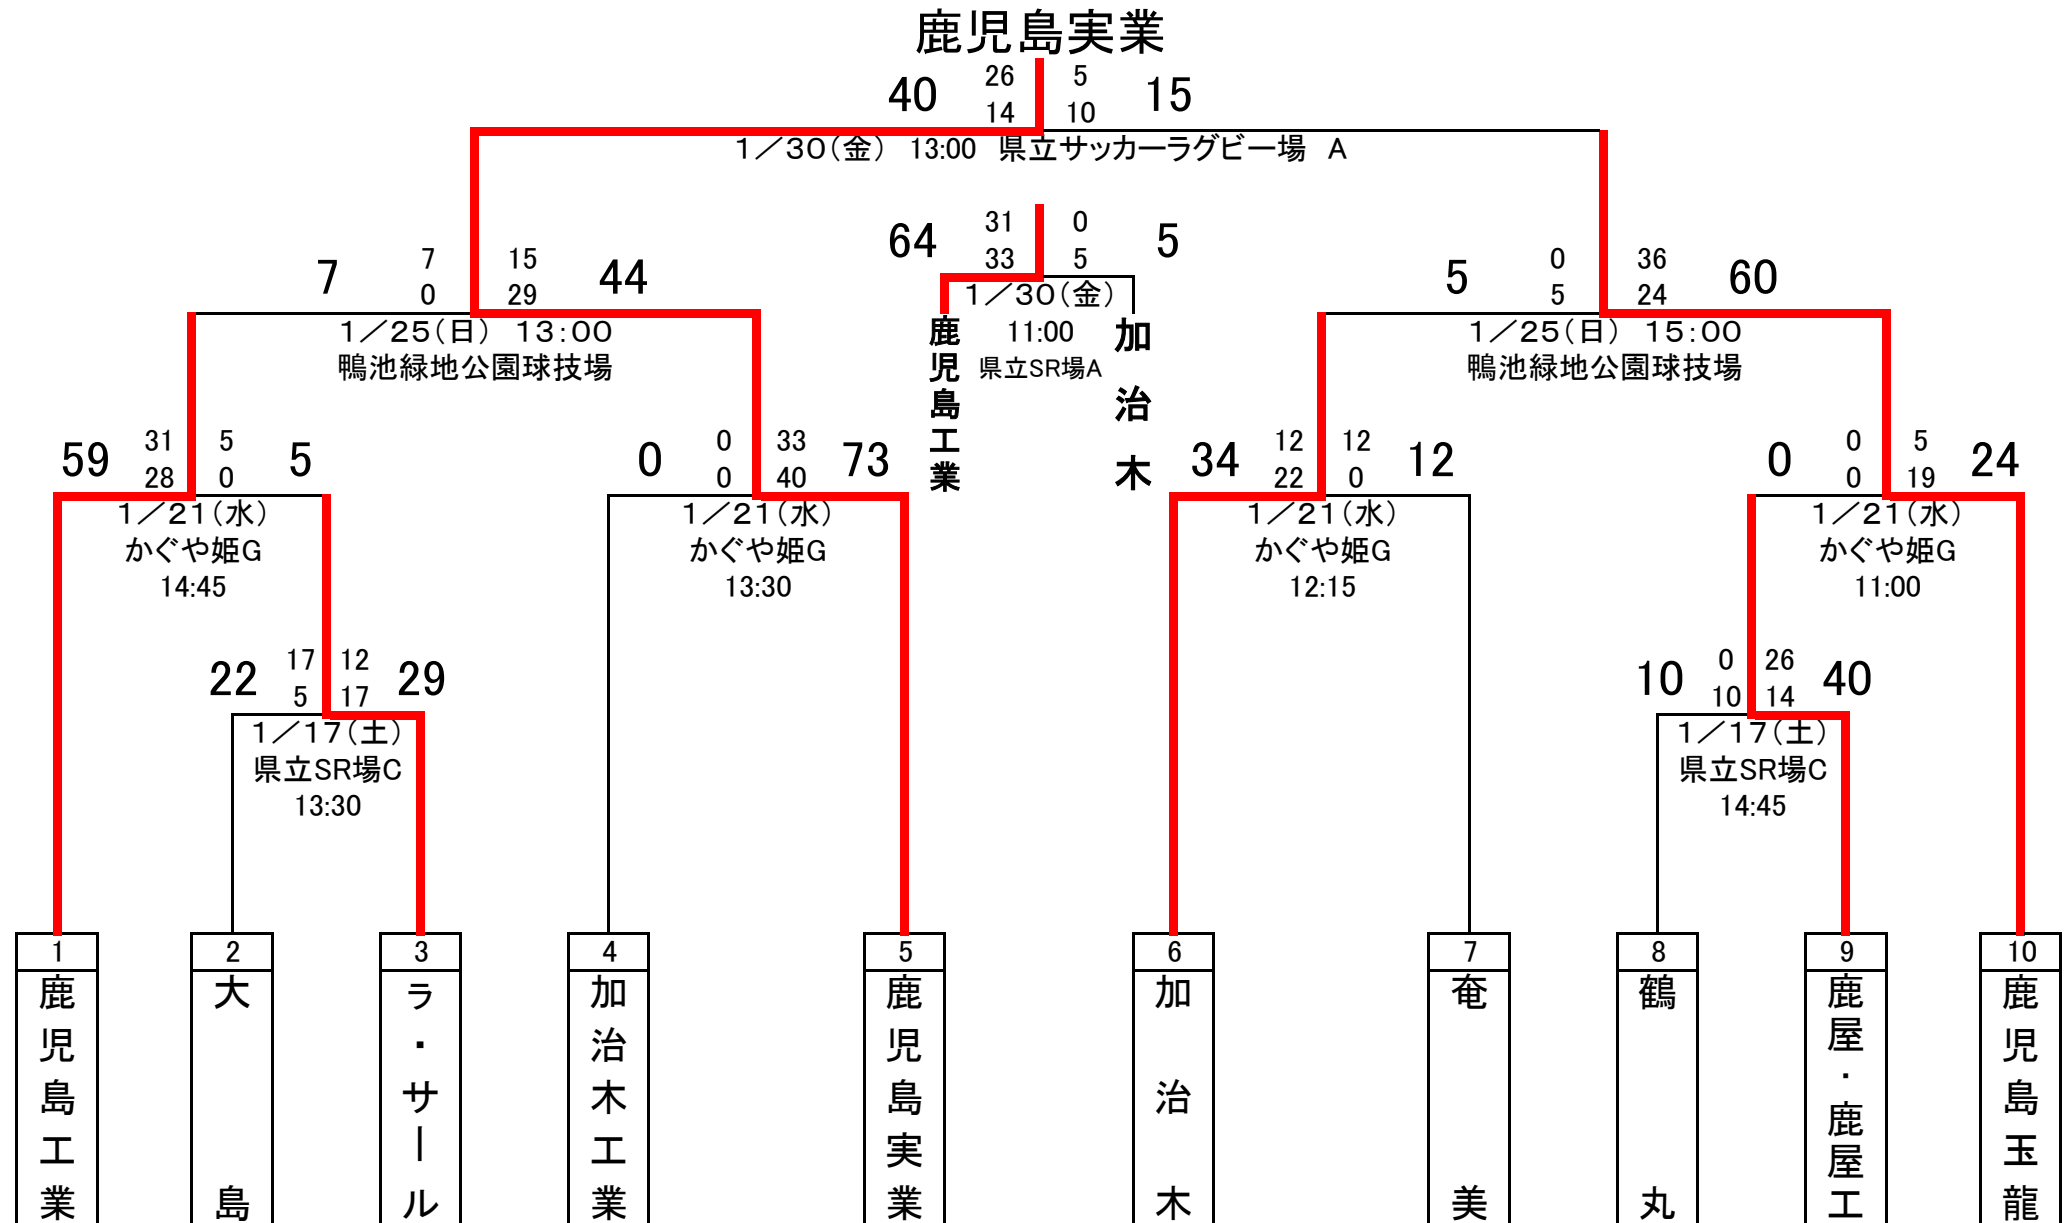 鹿児島実業
40 26 5 15
14 10
1／30(金) 13:00 県立サッカーラグビー場 A
64 31 0 5
33 5
1／30(金)
11:00
県立SR場A
鹿児島工業
加治木
7 7 15 44
0 29
1／25(日) 13:00
鴨池緑地公園球技場
5 0 36 60
5 24
1／25(日) 15:00
鴨池緑地公園球技場
59 31 5 5
28 0
1／21(水)
かぐや姫G
14:45
0 0 33 73
0 40
1／21(水)
かぐや姫G
13:30
34 12 12 12
22 0
1／21(水)
かぐや姫G
12:15
0 0 5 24
0 19
1／21(水)
かぐや姫G
11:00
22 17 12 29
5 17
1／17(土)
県立SR場C
13:30
10 0 26 40
10 14
1／17(土)
県立SR場C
14:45
1
鹿児島工業
2
大島
3
ラ・サール
4
加治木工業
5
鹿児島実業
6
加治木
7
奄美
8
鶴丸
9
鹿屋・鹿屋工
10
鹿児島玉龍